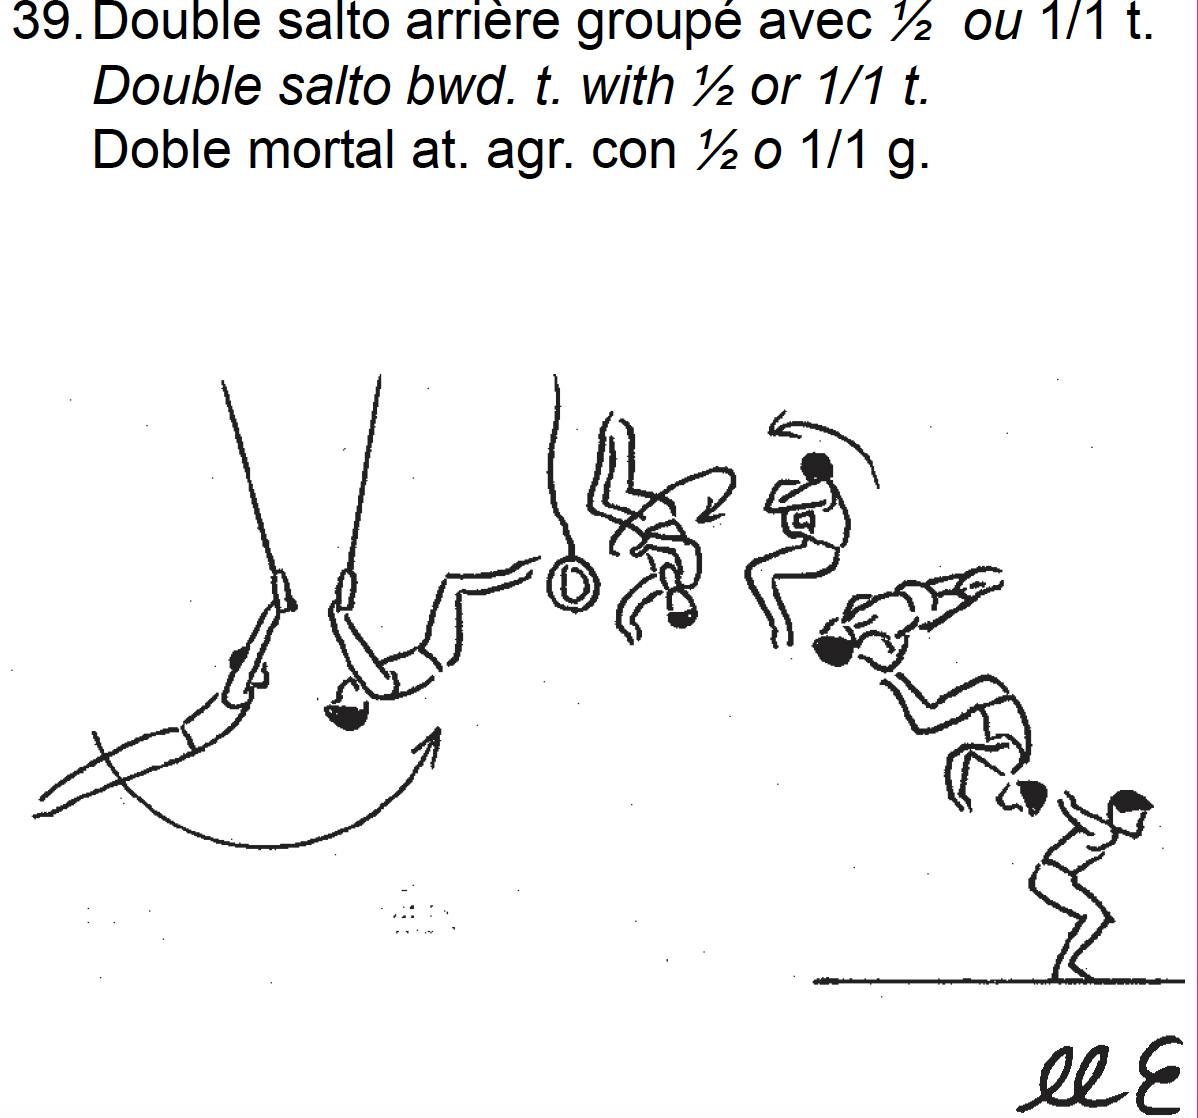 39. Double salto arrière groupé avec ½ ou 1/1 t.
Double salto bwd. t. with ½ or 1/1 t.
Doble mortal at. agr. con ½ o 1/1 g.